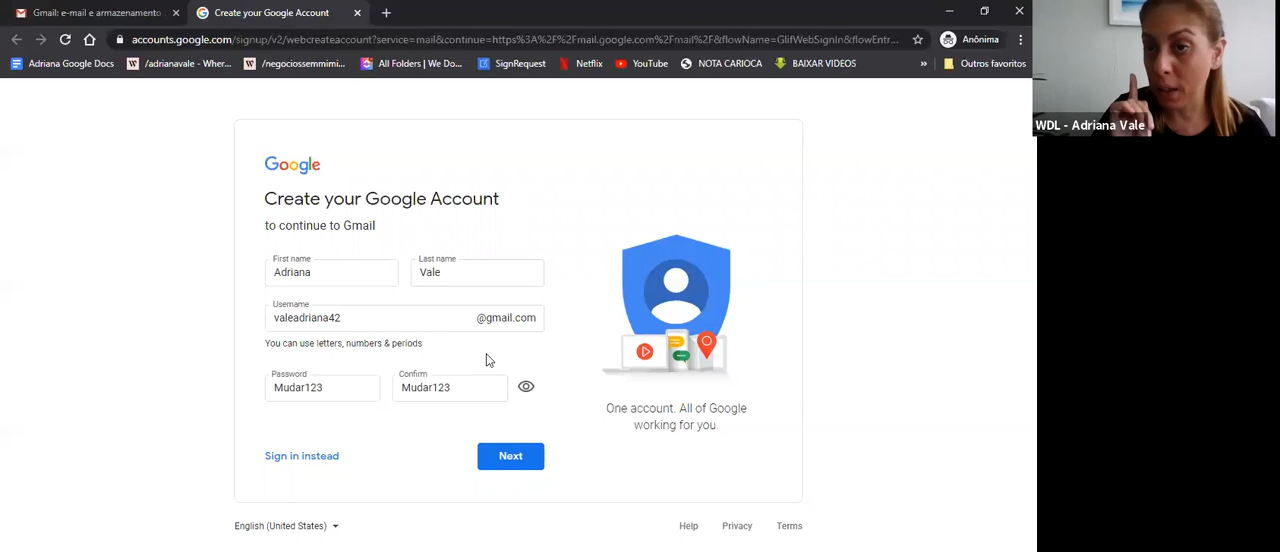 Gmail: e-mail e armazenamento
Create your Google Account
accounts.google.com/signup/v2/webcreateaccount?service=mail&continue=https%3A%2F%2Fmail.google.com%2Fmail%2F&flowName=GlifWebSignIn&flowEntr...
Anônima
Adriana Google Docs
/adrianavale - Wher...
/negociossemmimi...
All Folders | We Do...
SignRequest
Netflix
YouTube
NOTA CARIOCA
BAIXAR VIDEOS
»
Outros favoritos
WDL - Adriana Vale
Google
Create your Google Account
to continue to Gmail
First name
Adriana
Last name
Vale
Username
valeadriana42
@gmail.com
You can use letters, numbers & periods
Password
Mudar123
Confirm
Mudar123
One account. All of Google
working for you.
Sign in instead
Next
English (United States)
Help
Privacy
Terms